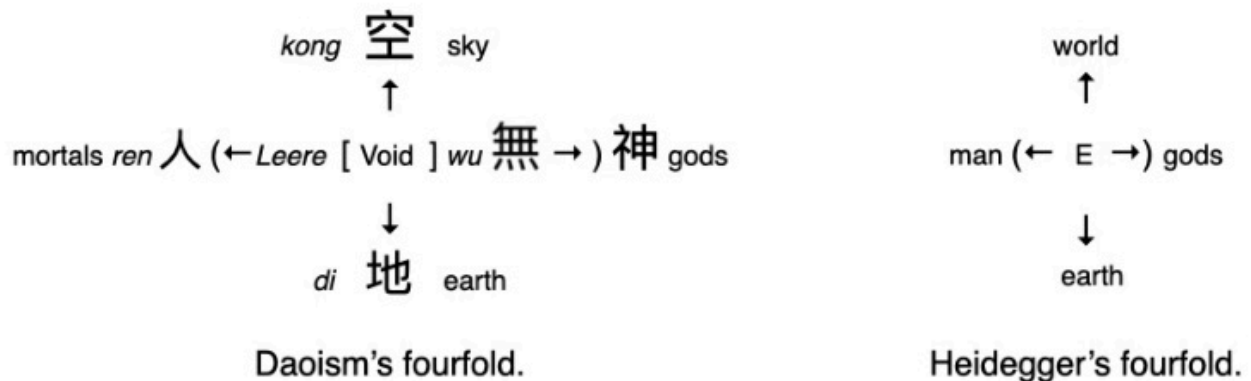 kong 空 sky
↑
mortals ren 人 (←Leere [ Void ] wu 無 → ) 神 gods
↓
di 地 earth
Daoism's fourfold.
world
↑
man (← E →) gods
↓
earth
Heidegger's fourfold.